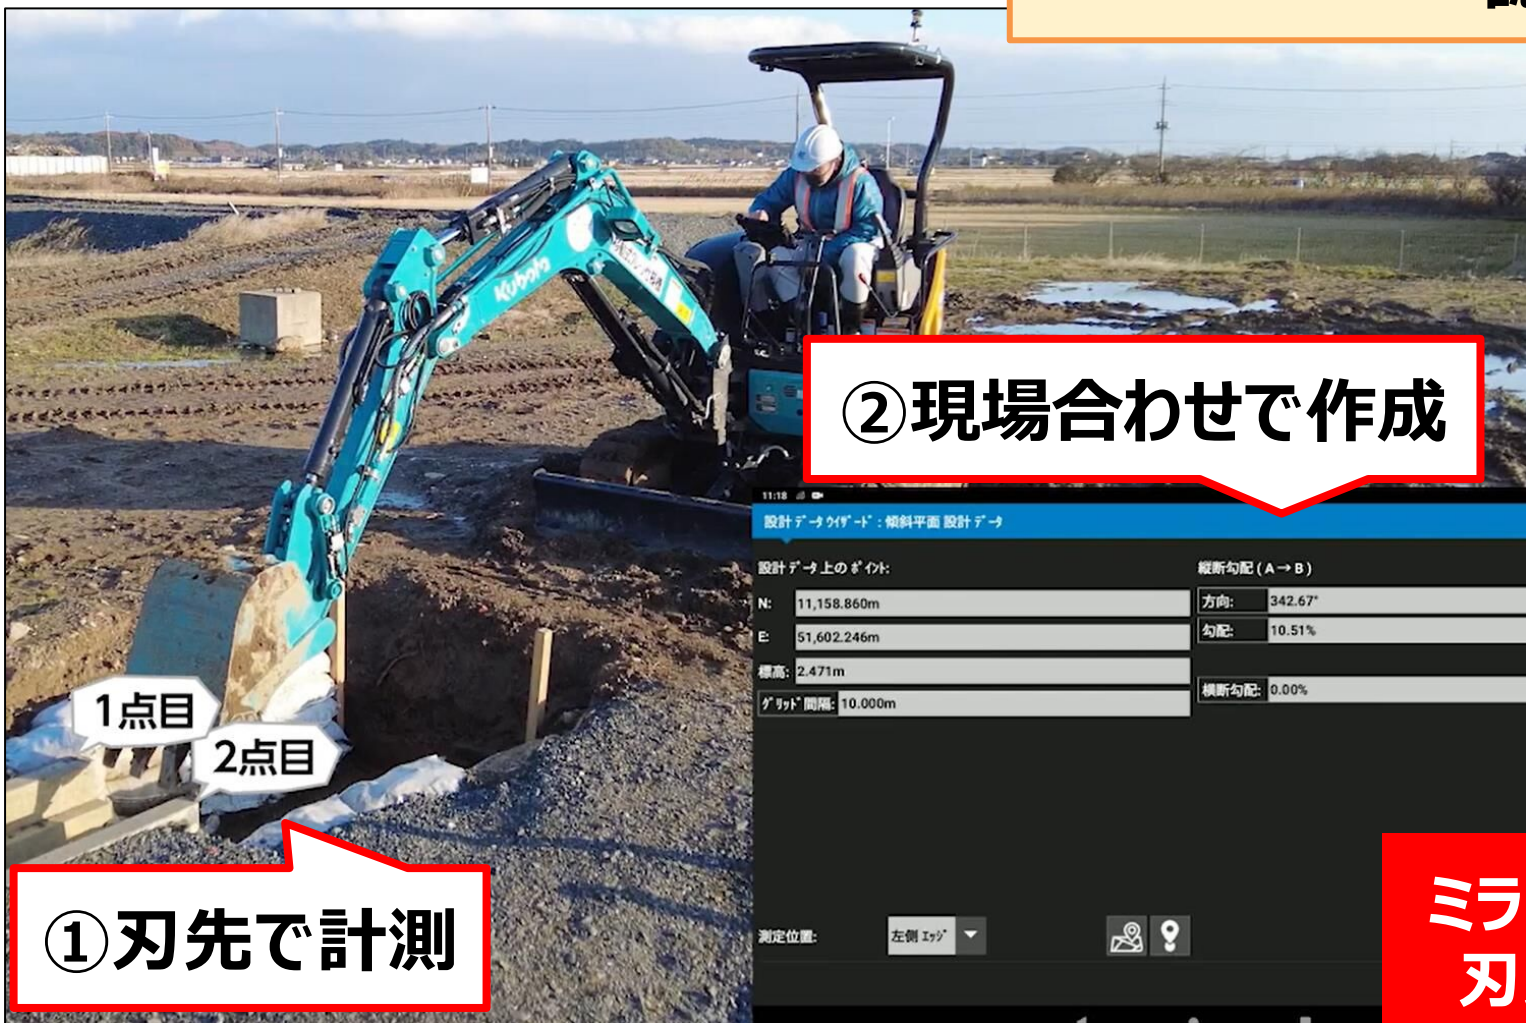 Kubota
②現場合わせで作成
11:18
設計データウィザード:傾斜平面 設計データ
設計データ上のポイント:
N: 11,158.860m
E: 51,602.246m
標高: 2.471m
グリッド間隔: 10.000m
縦断勾配 (A→B)
方向: 342.67°
勾配: 10.51%
横断勾配: 0.00%
1点目
2点目
①刃先で計測
測定位置: 左側 エッジ
ミラ
刃